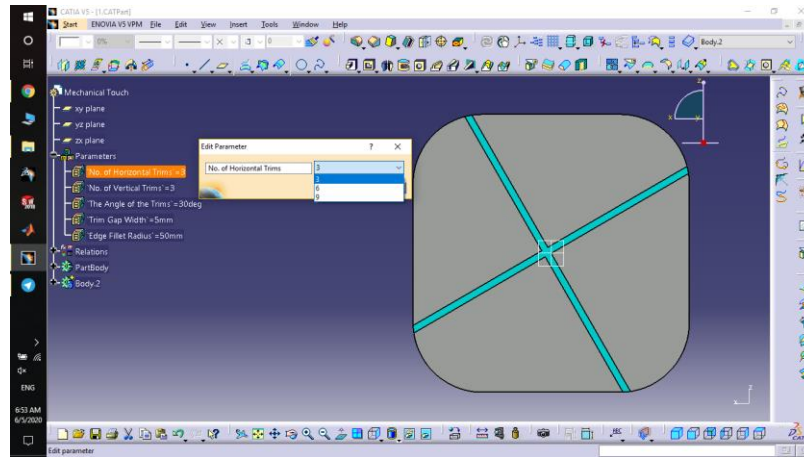 CATIA V5 - [1.CATPart]
Start ENOVIA V5 VPM File Edit View Insert Tools Window Help
0% 0 Body.2
Mechanical Touch
xy plane
yz plane
zx plane
Parameters
'No. of Horizontal Trims'=3
'No. of Vertical Trims'=3
'The Angle of the Trims'=30deg
'Trim Gap Width'=5mm
'Edge Fillet Radius'=50mm
Relations
PartBody
Body.2
Edit Parameter ? ×
No. of Horizontal Trims 3
3
6
9
z
x y
z
x
ENG
6:53 AM
6/5/2020
Edit parameter